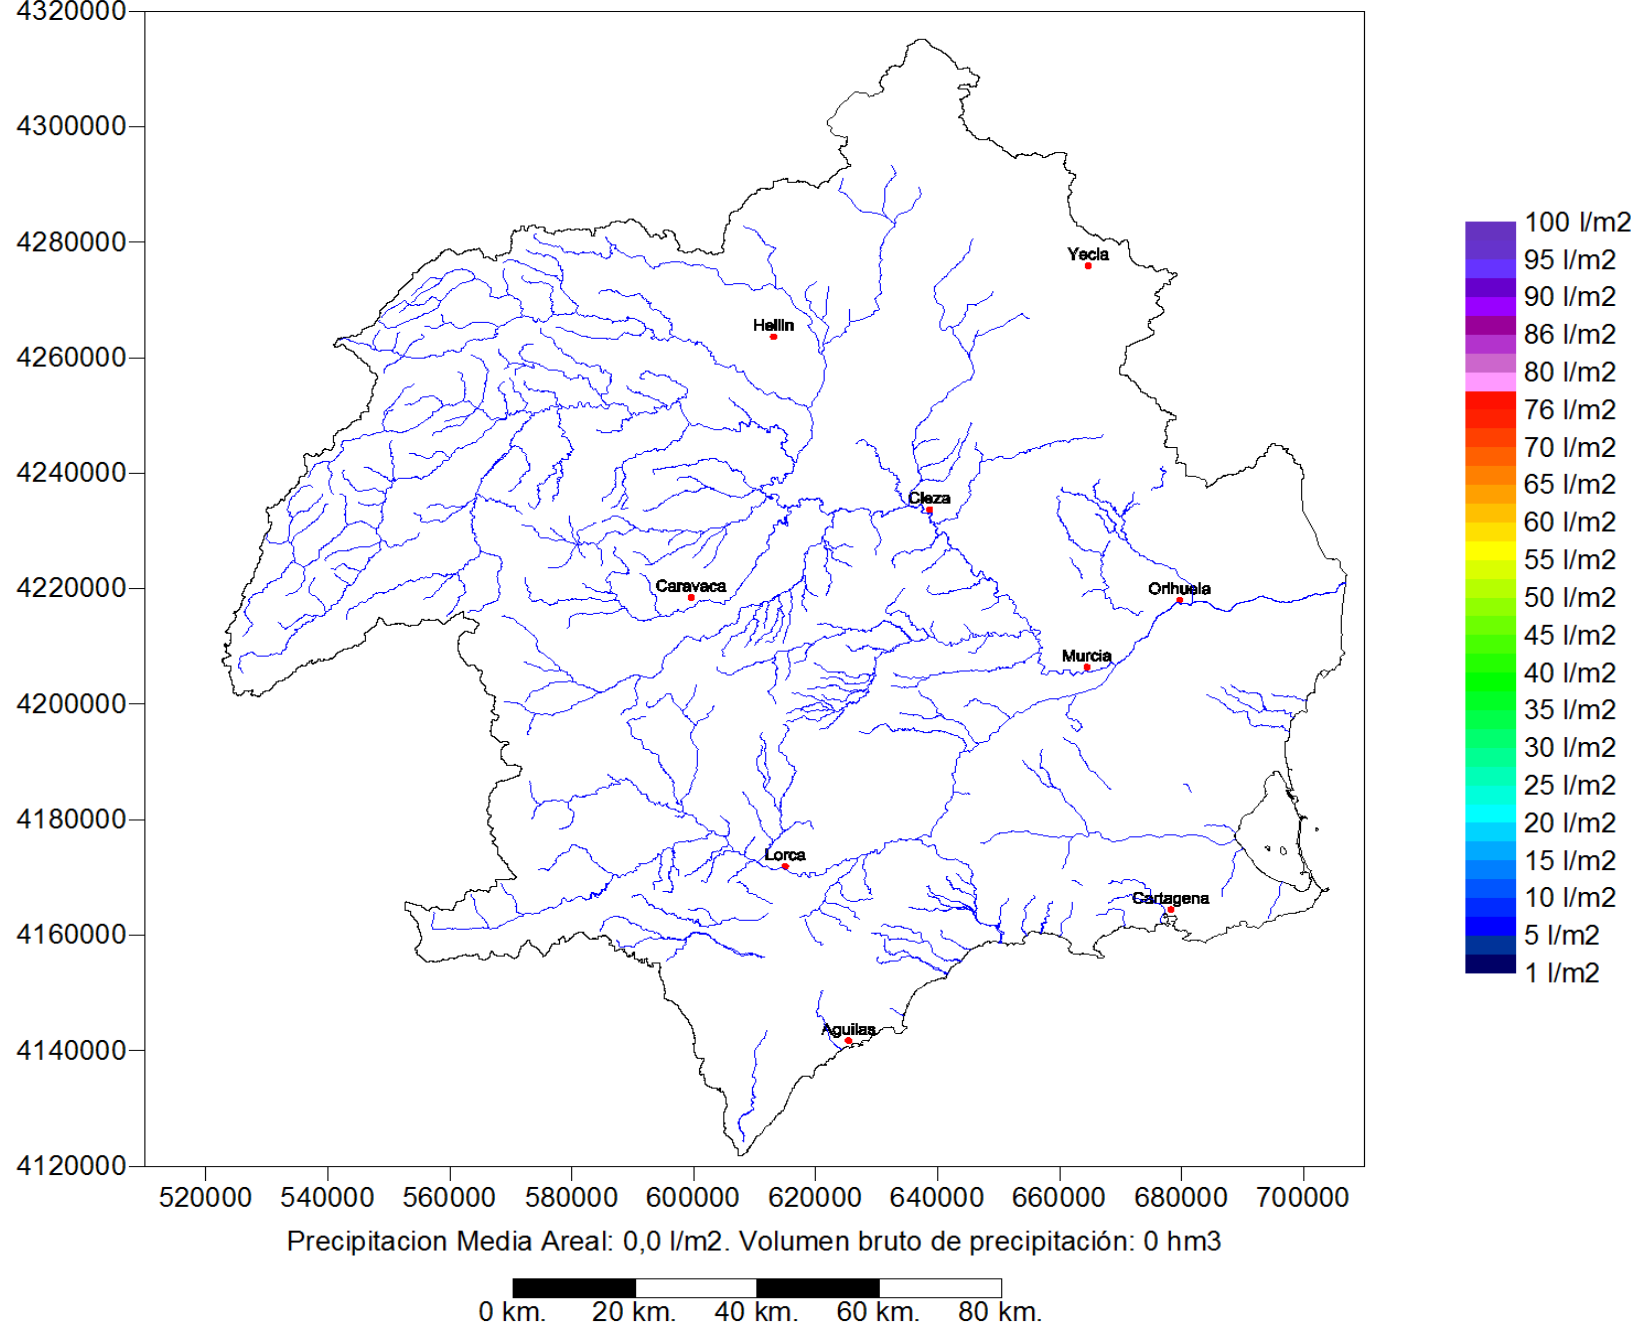 4320000
4300000
4280000
4260000
4240000
4220000
4200000
4180000
4160000
4140000
4120000
520000 540000 560000 580000 600000 620000 640000 660000 680000 700000
Yecla
Hellin
Cieza
Caravaca
Orihuela
Murcia
Lorca
Cartagena
Aguilas
100 l/m2
95 l/m2
90 l/m2
86 l/m2
80 l/m2
76 l/m2
70 l/m2
65 l/m2
60 l/m2
55 l/m2
50 l/m2
45 l/m2
40 l/m2
35 l/m2
30 l/m2
25 l/m2
20 l/m2
15 l/m2
10 l/m2
5 l/m2
1 l/m2
Precipitacion Media Areal: 0,0 l/m2. Volumen bruto de precipitación: 0 hm3
0 km. 20 km. 40 km. 60 km. 80 km.